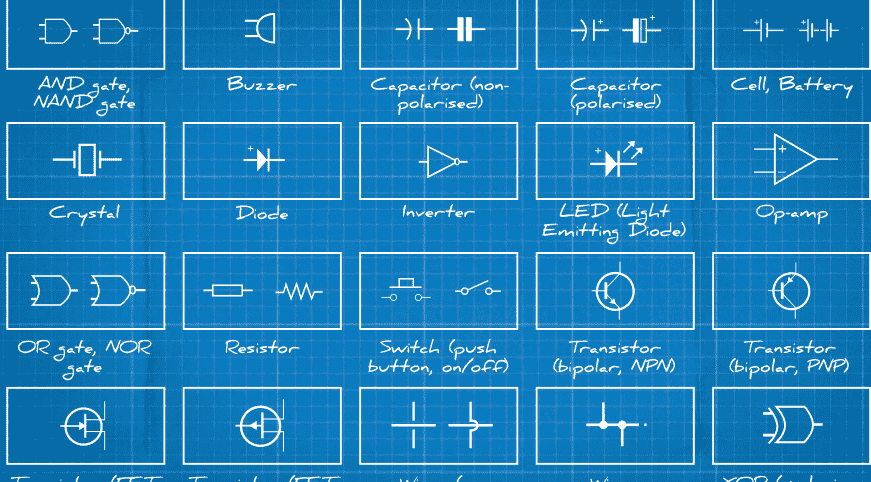 AND gate,
NAND gate
Buzzer
Capacitor (non-
polarised)
Capacitor
(polarised)
Cell, Battery
Crystal
Diode
Inverter
LED (Light
Emitting Diode)
Op-amp
OR gate, NOR
gate
Resistor
Switch (push
button, on/off)
Transistor
(bipolar, NPN)
Transistor
(bipolar, PNP)